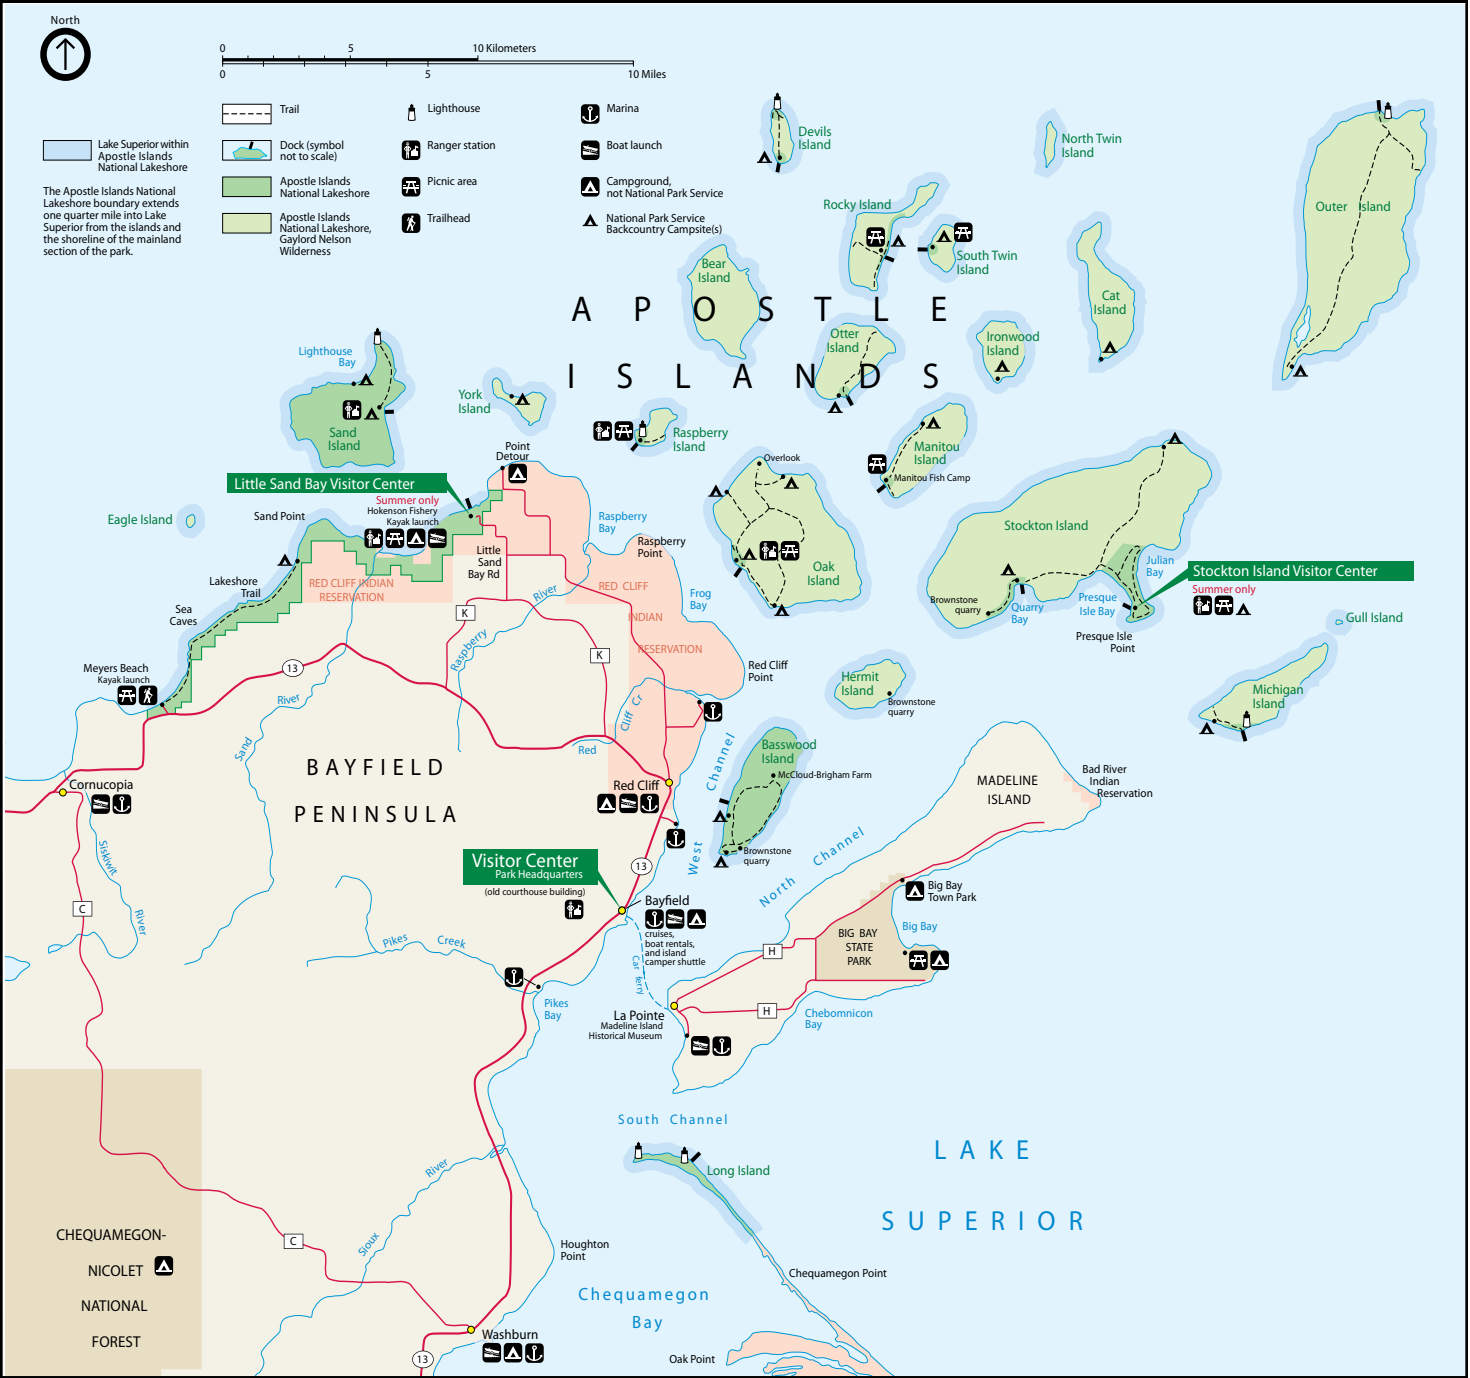 North
0 5 10 Kilometers
0 5 10 Miles
Trail
Lighthouse
Marina
Lake Superior within
Apostle Islands
National Lakeshore
Dock (symbol
not to scale)
Ranger station
Boat launch
Apostle Islands
National Lakeshore
Picnic area
Campground,
not National Park Service
Apostle Islands
National Lakeshore,
Gaylord Nelson
Wilderness
Trailhead
National Park Service
Backcountry Campsite(s)
The Apostle Islands National
Lakeshore boundary extends
one quarter mile into Lake
Superior from the islands and
the shoreline of the mainland
section of the park.
Devils
Island
North Twin
Island
Outer Island
Rocky Island
South Twin
Island
Bear
Island
Cat
Island
APOSTLE
ISLANDS
Otter
Island
Ironwood
Island
Lighthouse
Bay
Sand
Island
York
Island
Raspberry
Island
Manitou
Island
Manitou Fish Camp
Point
Detour
Overlook
Little Sand Bay Visitor Center
Summer only
Hokenson Fishery
Kayak launch
Eagle Island
Sand Point
Raspberry
Bay
Raspberry
Point
Stockton Island
Oak
Island
Julian
Bay
Stockton Island Visitor Center
Summer only
Presque
Isle Bay
Quarry
Bay
Brownstone
quarry
Presque Isle
Point
Gull Island
Little
Sand
Bay Rd
RED CLIFF INDIAN
RESERVATION
Lakeshore
Trail
Sea
Caves
Meyers Beach
Kayak launch
K
River
Raspberry
RED CLIFF
INDIAN
RESERVATION
Frog
Bay
K
13
Red Cliff
Point
Hermit
Island
Brownstone
quarry
Michigan
Island
River
Sand
Cliff Cr
Red
Channel
West
Basswood
Island
McCloud-Brigham Farm
Brownstone
quarry
BAYFIELD
PENINSULA
Cornucopia
Red Cliff
MADELINE
ISLAND
Bad River
Indian
Reservation
Siskiwit
River
C
Visitor Center
Park Headquarters
(old courthouse building)
13
Bayfield
cruises,
boat rentals,
and island
camper shuttle
North Channel
Big Bay
Town Park
Big Bay
BIG BAY
STATE
PARK
Pikes Creek
Car ferry
H
H
Pikes
Bay
La Pointe
Madeline Island
Historical Museum
Chebomnicon
Bay
South Channel
Long Island
LAKE
SUPERIOR
River
Sioux
C
CHEQUAMEGON-
NICOLET
NATIONAL
FOREST
Houghton
Point
Chequamegon Point
Chequamegon
Bay
Washburn
13
Oak Point